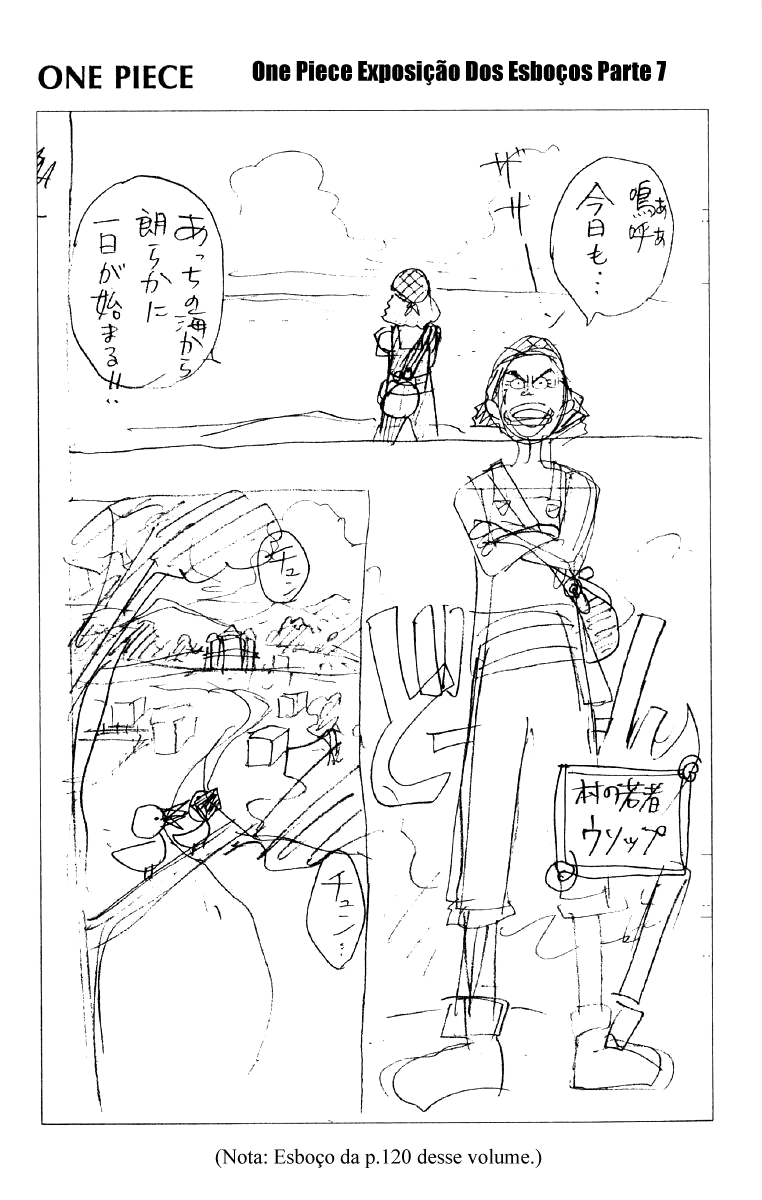 ONE PIECE
One Piece Exposição Dos Esboços Parte 7
嗚呼
ああ
今日も…
ザザ
ン
あっちの海から
朗らかに
一日が始まる!!
チュン
チュン…
村の若者
ウソップ
(Nota: Esboço da p.120 desse volume.)